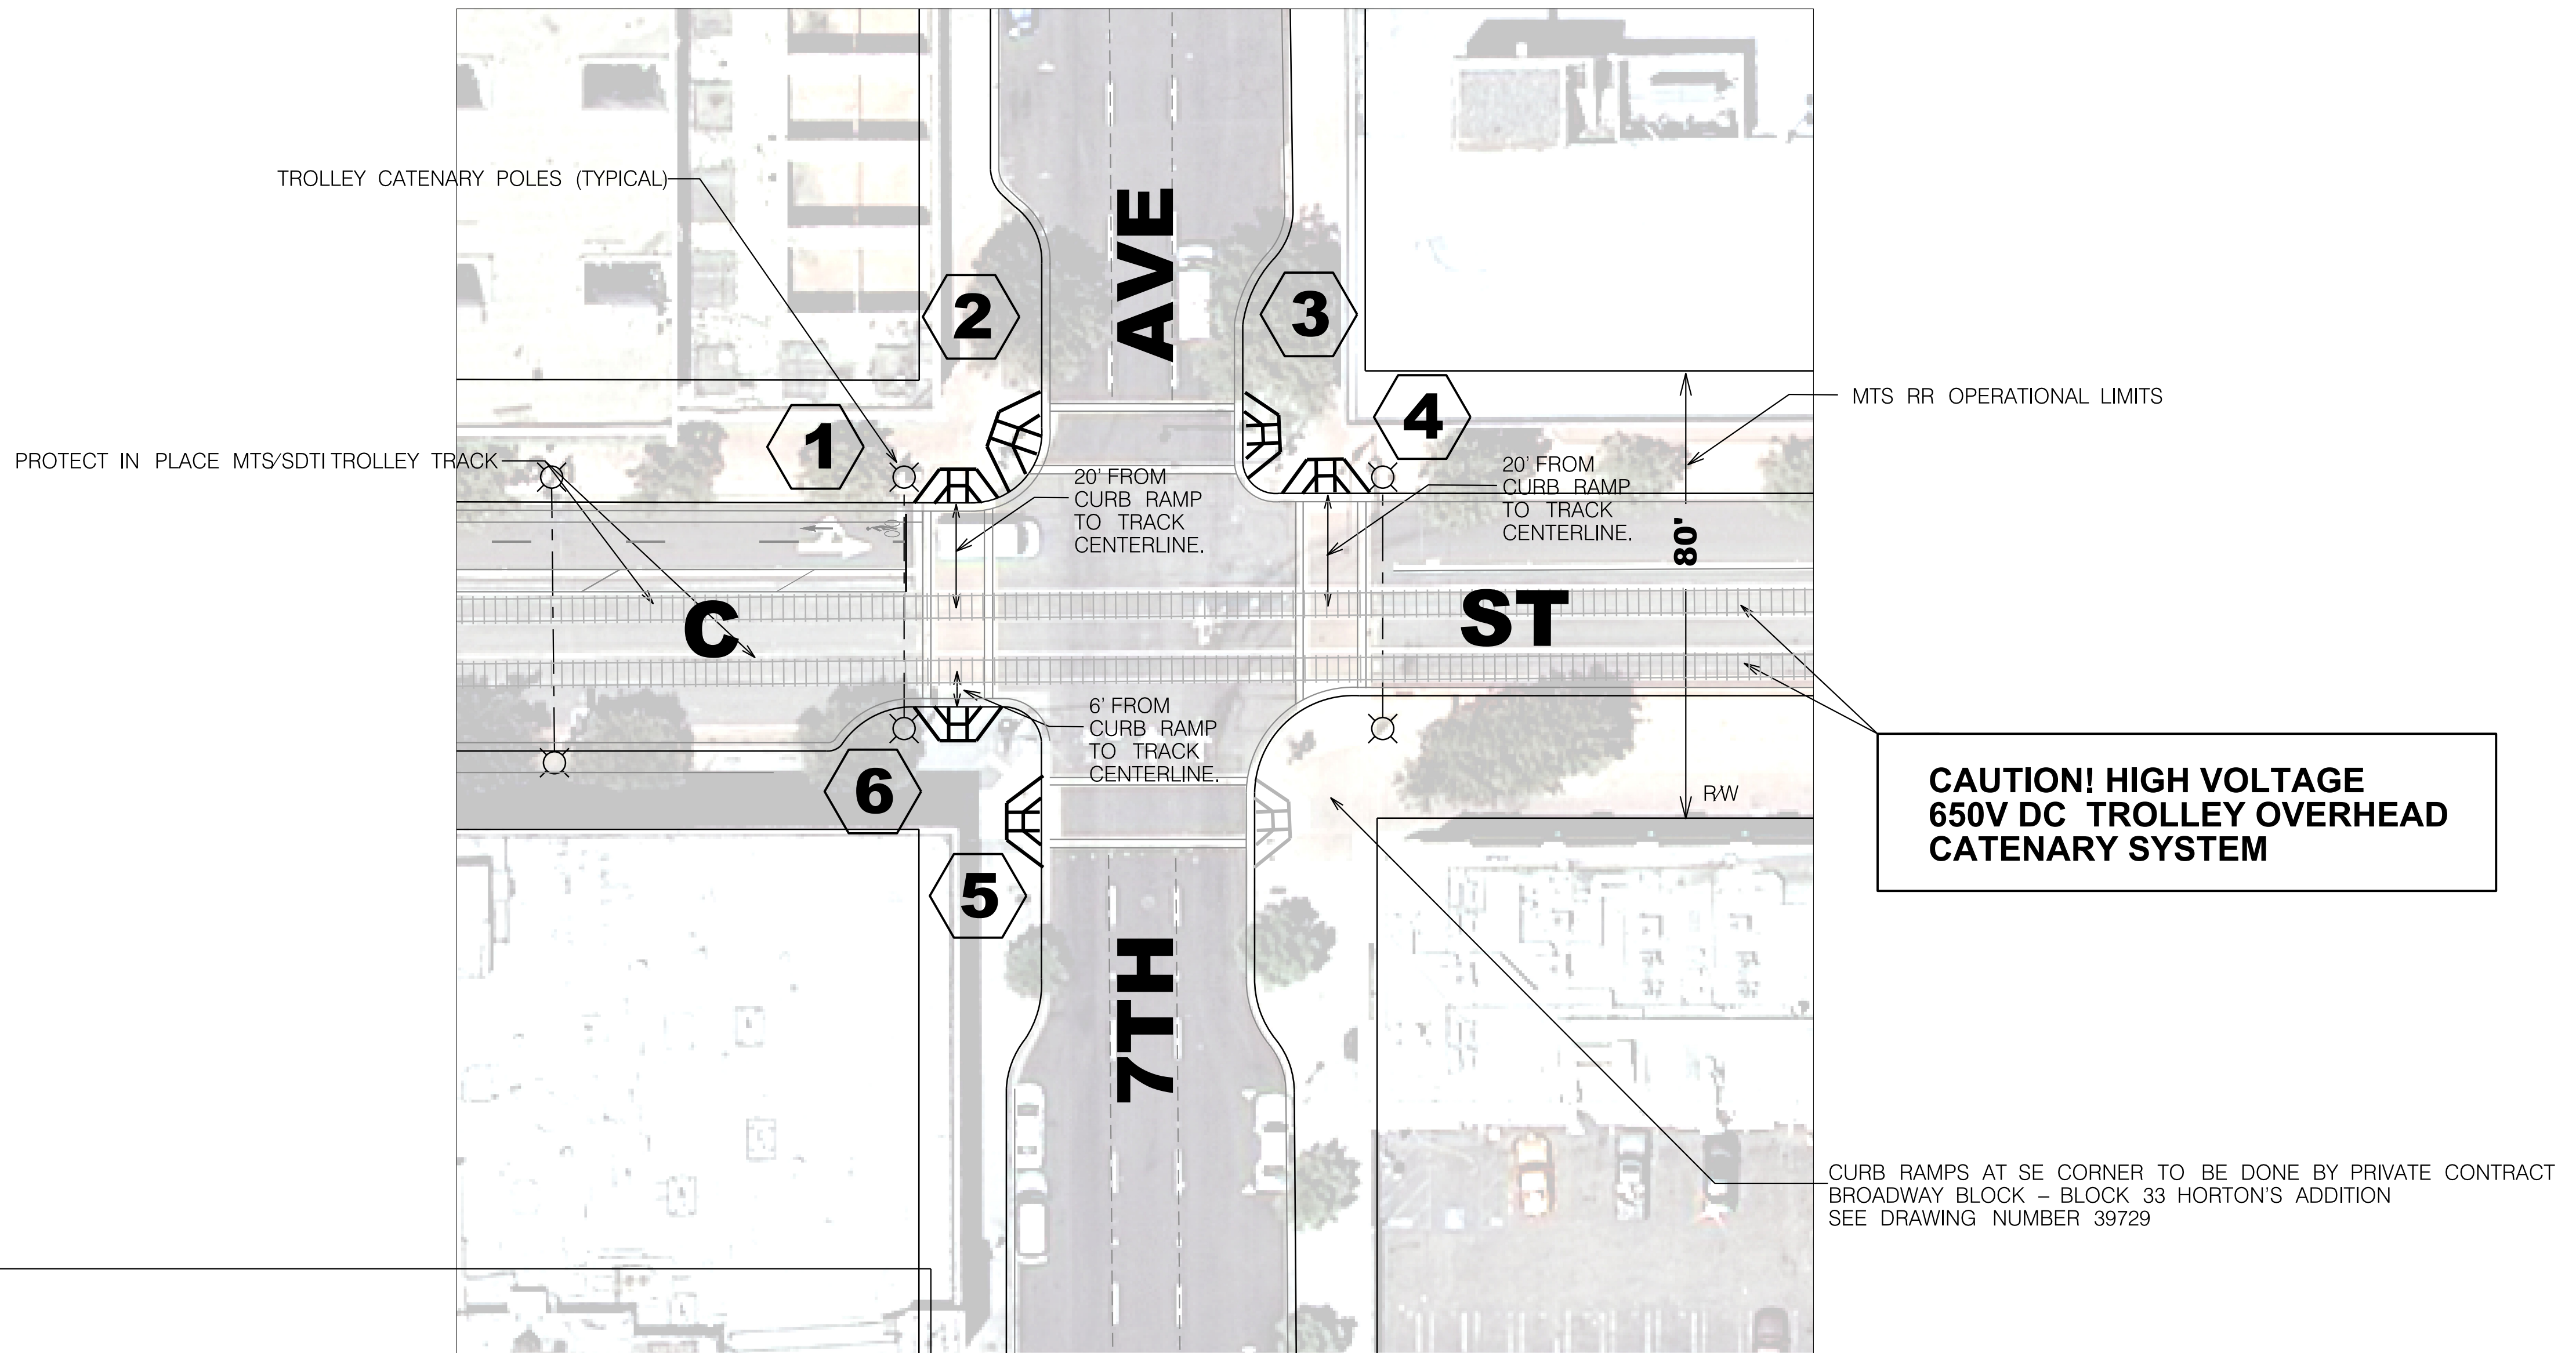 AVE
TROLLEY CATENARY POLES (TYPICAL)
2
3
MTS RR OPERATIONAL LIMITS
4
1
PROTECT IN PLACE MTS/SDTI TROLLEY TRACK
20' FROM
CURB RAMP
TO TRACK
CENTERLINE.
20' FROM
CURB RAMP
TO TRACK
CENTERLINE.
80'
C
ST
6' FROM
CURB RAMP
TO TRACK
CENTERLINE.
6
R/W
CAUTION! HIGH VOLTAGE
650V DC TROLLEY OVERHEAD
CATENARY SYSTEM
5
7TH
CURB RAMPS AT SE CORNER TO BE DONE BY PRIVATE CONTRACT
BROADWAY BLOCK – BLOCK 33 HORTON'S ADDITION
SEE DRAWING NUMBER 39729